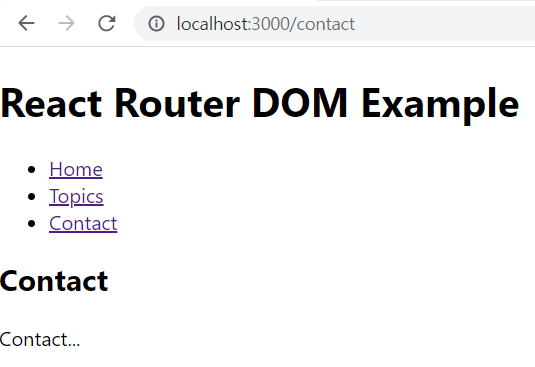 localhost:3000/contact
React Router DOM Example
Home
Topics
Contact
Contact
Contact...